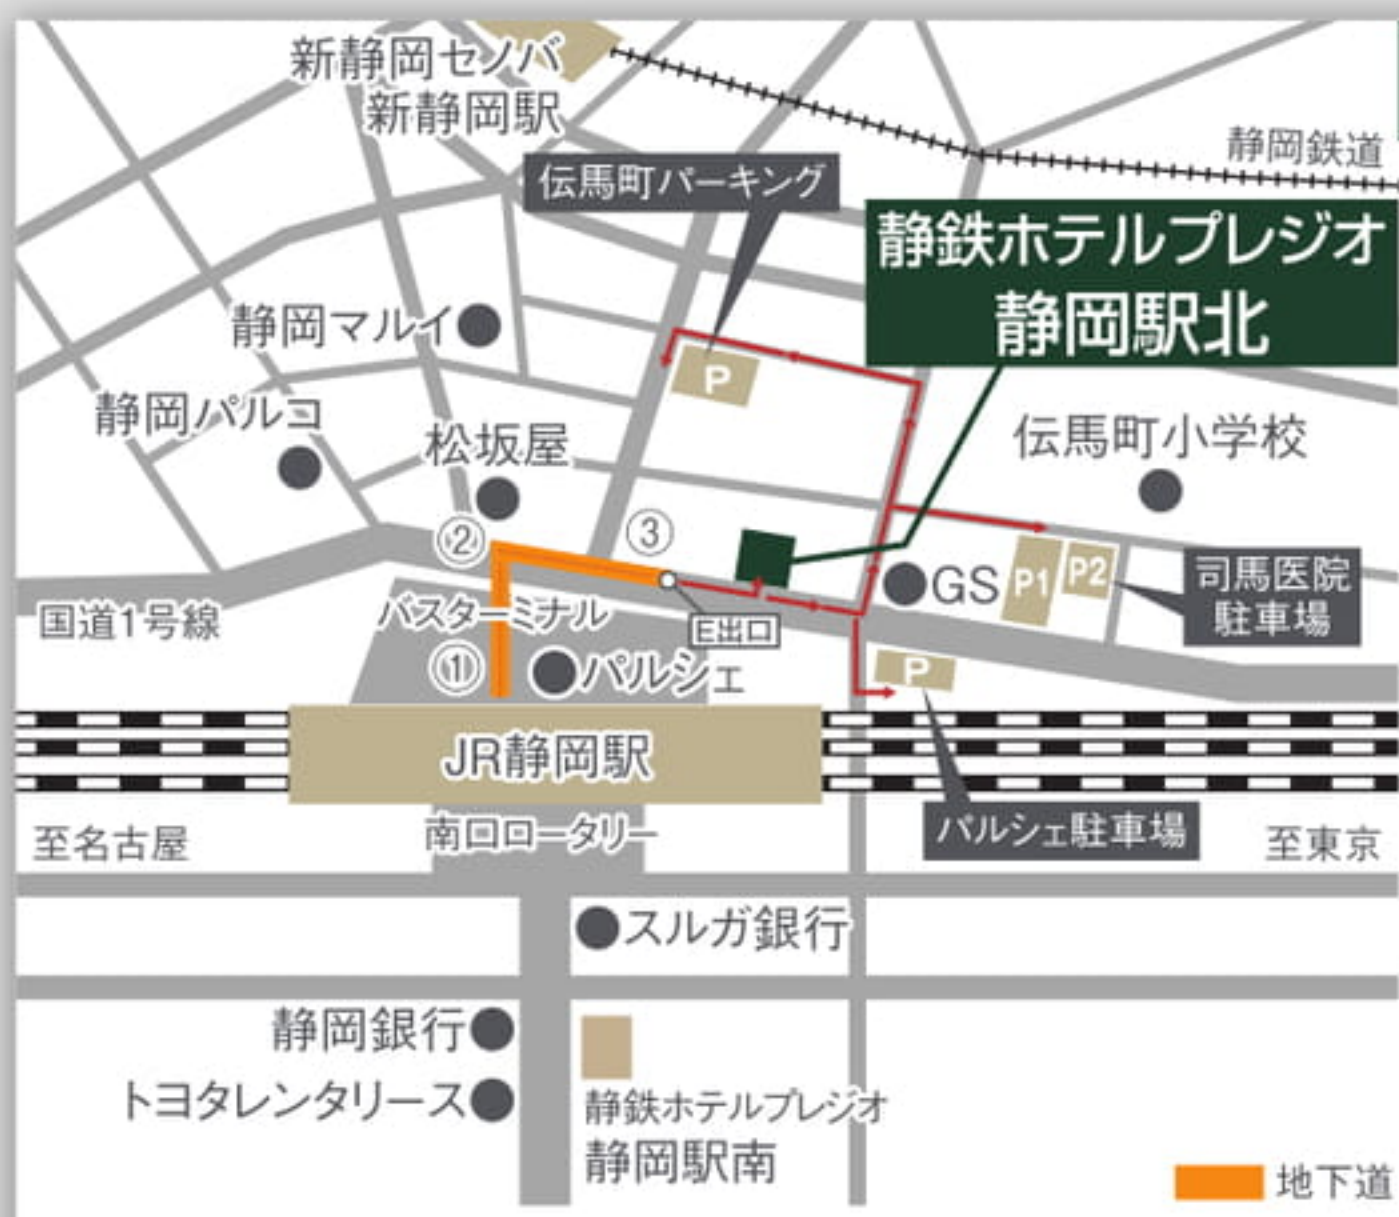 新静岡セノバ
新静岡駅
静岡鉄道
伝馬町パーキング
静鉄ホテルプレジオ
静岡駅北
静岡マルイ
P
静岡パルコ
松坂屋
伝馬町小学校
②
③
GS
P1
P2
司馬医院
駐車場
国道1号線
バスターミナル
E出口
①
パルシェ
P
JR静岡駅
南口ロータリー
パルシェ駐車場
至名古屋
至東京
スルガ銀行
静岡銀行
トヨタレンタリース
静鉄ホテルプレジオ
静岡駅南
地下道